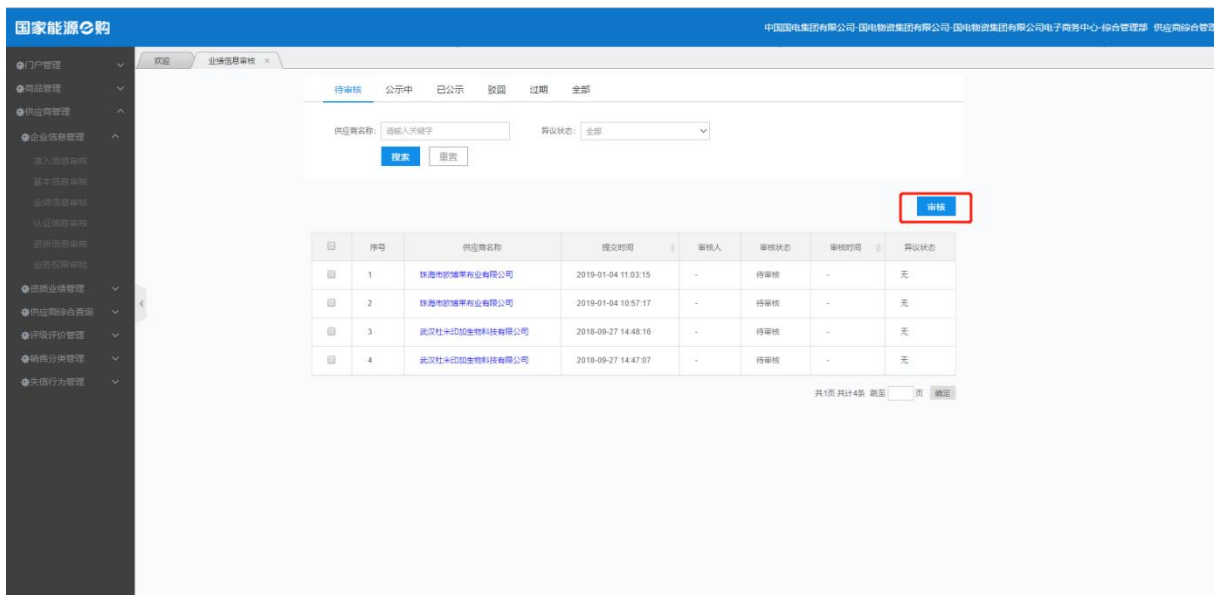 国家能源e购
中国国电集团有限公司-国电物资集团有限公司-国电物资集团有限公司电子商务中心-综合管理部 供应商综合管理
门户管理
商品管理
供应商管理
企业信息管理
准入信息审核
基本信息审核
业绩信息审核
认证信息审核
资质信息审核
业务权限审批
资质业绩管理
供应商综合查询
评级评价管理
销售分类管理
失信行为管理
欢迎 业绩信息审核 ×
待审核 公示中 已公示 驳回 过期 全部
供应商名称: 请输入关键字 异议状态: 全部
搜索 重置
审核
序号 供应商名称 提交时间 审核人 审核状态 审核时间 异议状态
1 珠海市欧博莱布业有限公司 2019-01-04 11:03:15 - 待审核 - 无
2 珠海市欧博莱布业有限公司 2019-01-04 10:57:17 - 待审核 - 无
3 武汉杜米印加生物科技有限公司 2018-09-27 14:48:16 - 待审核 - 无
4 武汉杜米印加生物科技有限公司 2018-09-27 14:47:07 - 待审核 - 无
共1页 共计4条 跳至 页 确定